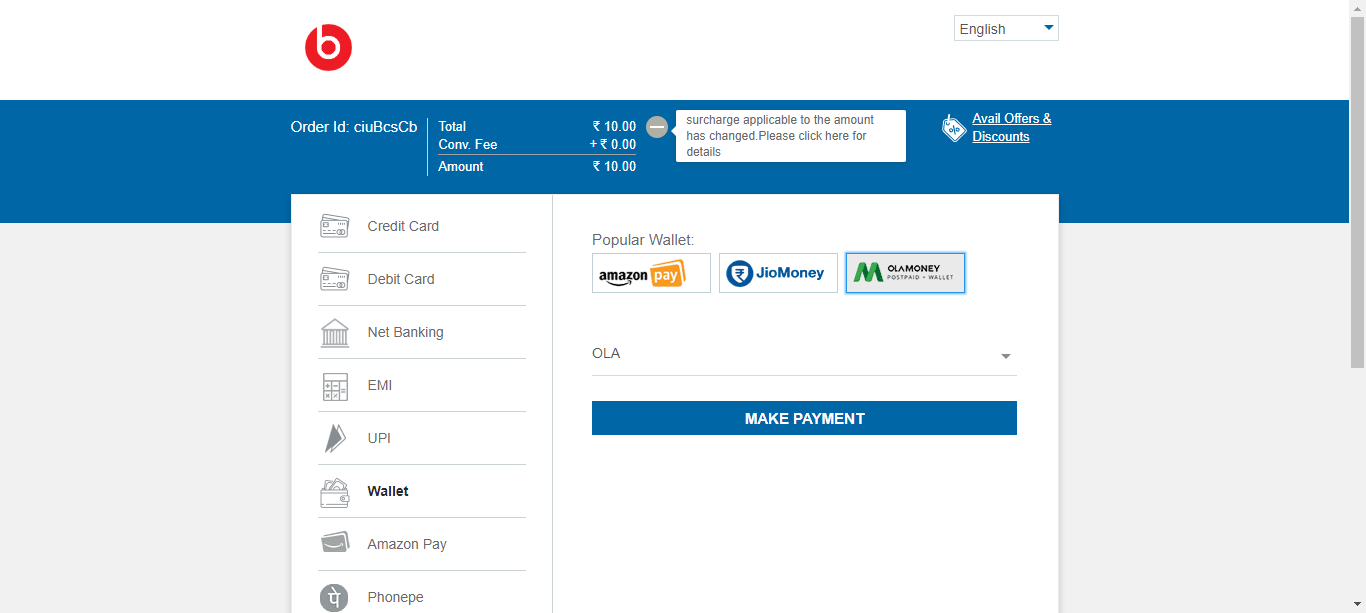 b
English
Order Id: ciuBcsCb
Total ₹ 10.00
Conv. Fee + ₹ 0.00
Amount ₹ 10.00
surcharge applicable to the amount
has changed.Please click here for
details
%
Avail Offers &
Discounts
Credit Card
Debit Card
Net Banking
EMI
UPI
Wallet
Amazon Pay
पे Phonepe
Popular Wallet:
amazon pay
₹ JioMoney
OLAMONEY
POSTPAID + WALLET
OLA
MAKE PAYMENT